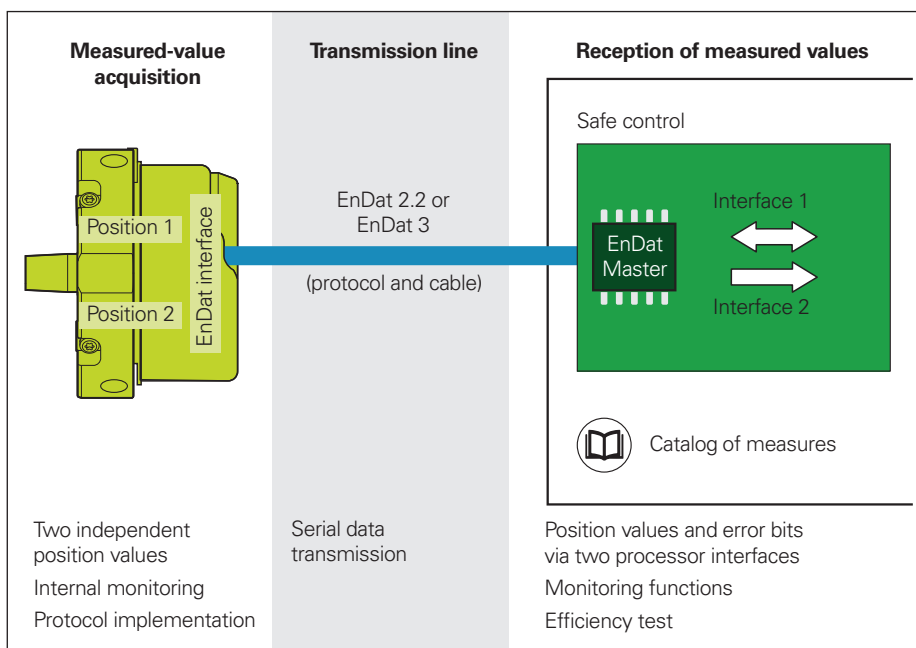 Measured-value
acquisition
Transmission line
Reception of measured values
Position 1
Position 2
EnDat interface
EnDat 2.2 or
EnDat 3
(protocol and cable)
Safe control
EnDat
Master
Interface 1
Interface 2
Catalog of measures
Two independent
position values
Internal monitoring
Protocol implementation
Serial data
transmission
Position values and error bits
via two processor interfaces
Monitoring functions
Efficiency test